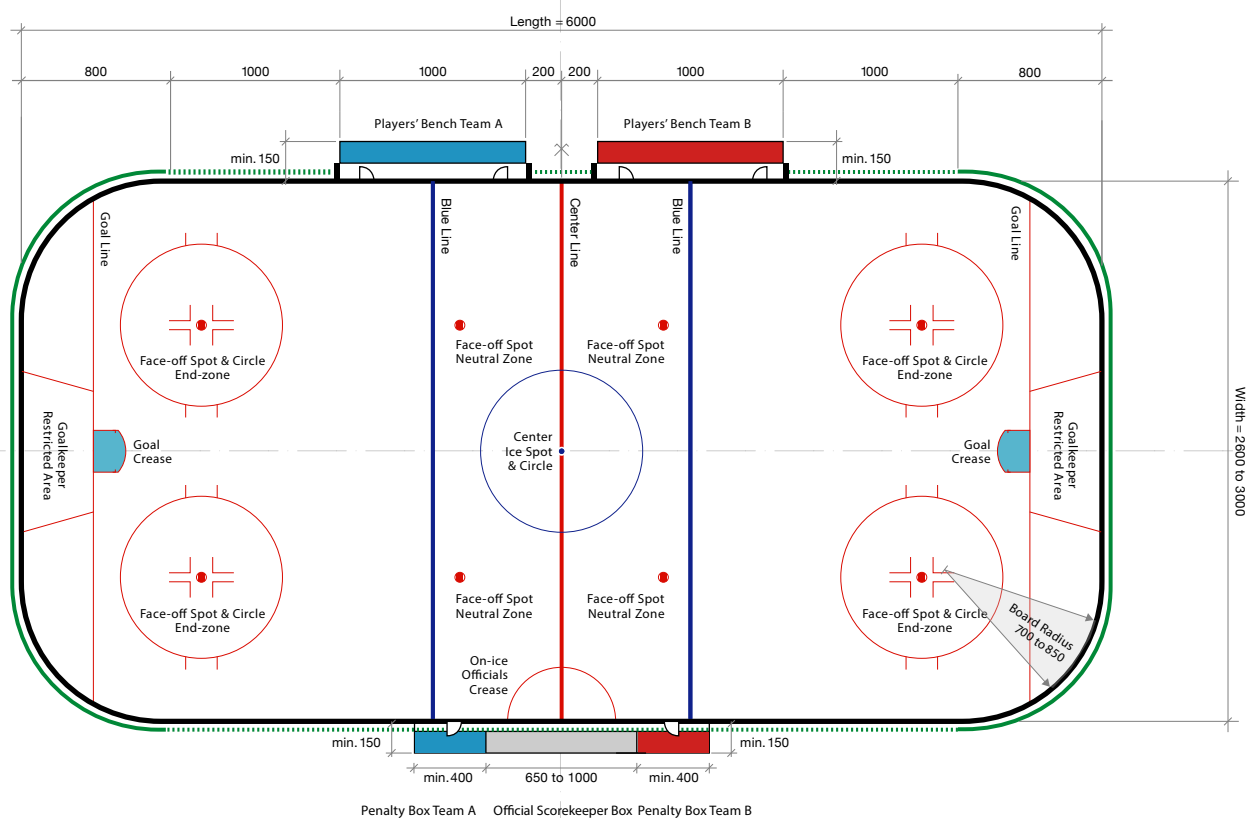 Length = 6000
800
1000
1000
200
200
1000
1000
800
Players' Bench Team A
Players' Bench Team B
min. 150
min. 150
Goal Line
Blue Line
Center Line
Blue Line
Goal Line
Face-off Spot & Circle
End-zone
Face-off Spot
Neutral Zone
Face-off Spot
Neutral Zone
Face-off Spot & Circle
End-zone
Goalkeeper
Restricted Area
Goal
Crease
Center
Ice Spot
& Circle
Goal
Crease
Goalkeeper
Restricted Area
Width = 2600 to 3000
Face-off Spot & Circle
End-zone
Face-off Spot
Neutral Zone
Face-off Spot
Neutral Zone
Face-off Spot & Circle
End-zone
Board Radius
700 to 850
On-ice
Officials
Crease
min. 150
min. 150
min. 400
650 to 1000
min. 400
Penalty Box Team A
Official Scorekeeper Box
Penalty Box Team B